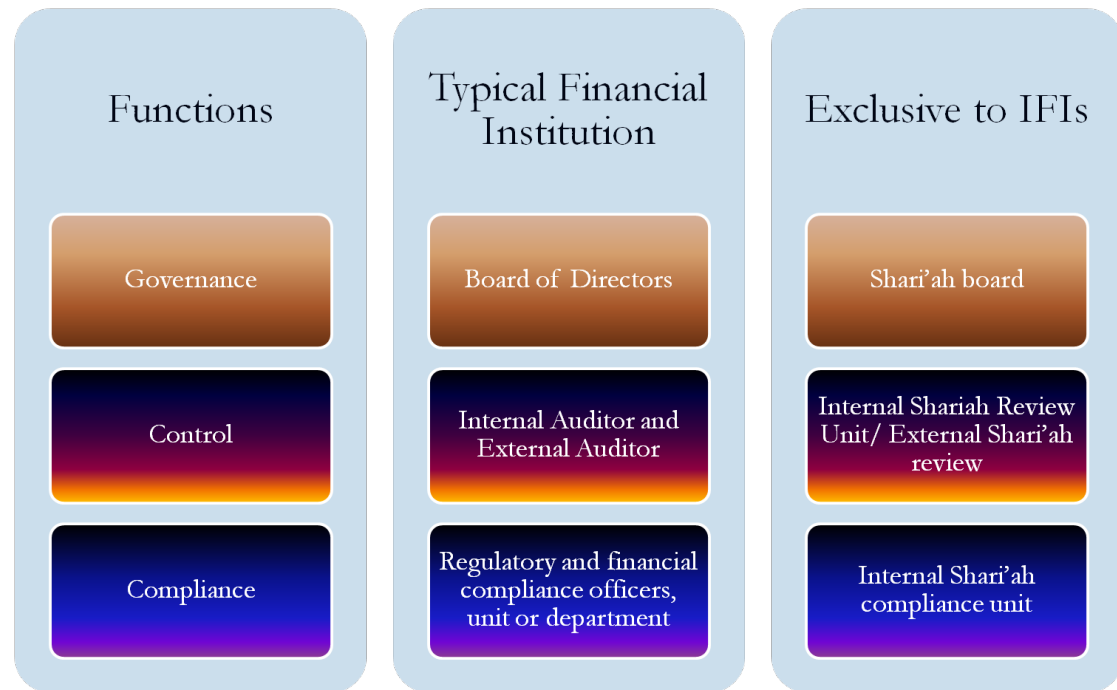 Functions
Governance
Control
Compliance
Typical Financial
Institution
Board of Directors
Internal Auditor and
External Auditor
Regulatory and financial
compliance officers,
unit or department
Exclusive to IFIs
Shari’ah board
Internal Shariah Review
Unit/ External Shari’ah
review
Internal Shari’ah
compliance unit